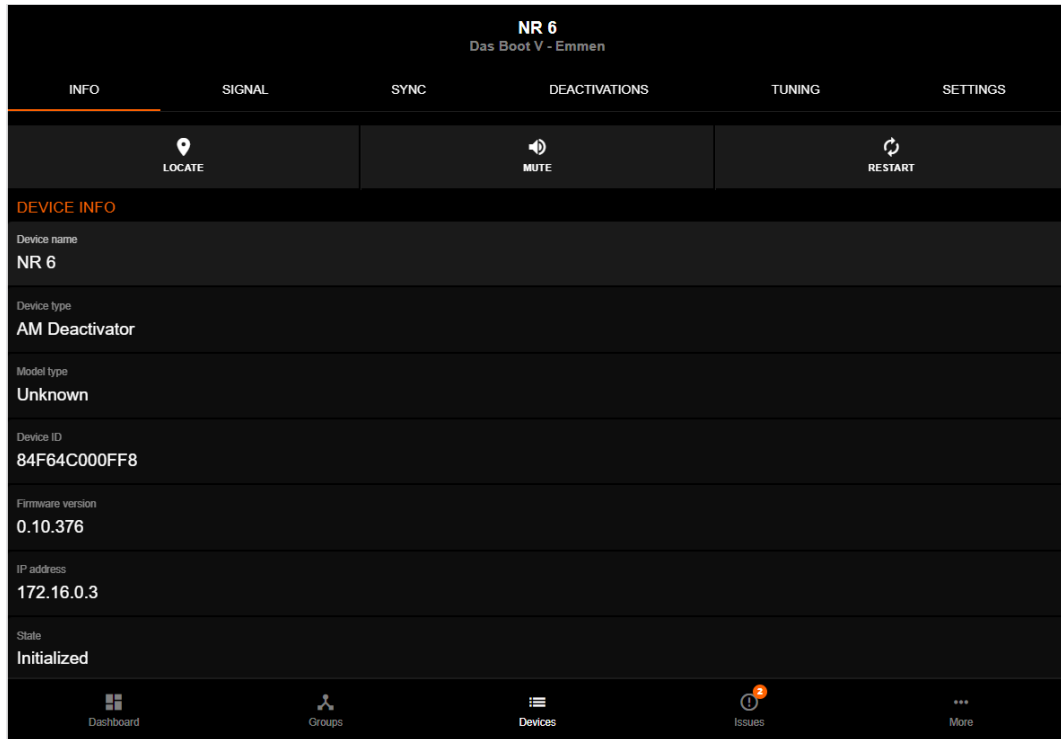 NR 6
Das Boot V - Emmen
INFO SIGNAL SYNC DEACTIVATIONS TUNING SETTINGS
LOCATE MUTE RESTART
DEVICE INFO
Device name
NR 6
Device type
AM Deactivator
Model type
Unknown
Device ID
84F64C000FF8
Firmware version
0.10.376
IP address
172.16.0.3
State
Initialized
2
Dashboard Groups Devices Issues More